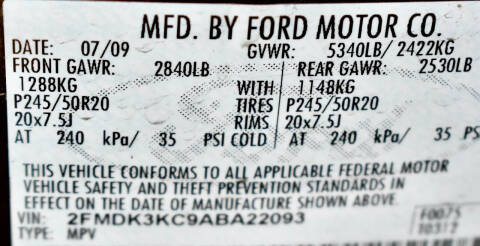 MFD. BY FORD MOTOR CO.
DATE: 07/09 GVWR: 5340LB/ 2422KG
FRONT GAWR: 2840LB REAR GAWR: 2530LB
1288KG WITH 1148KG
P245/50R20 TIRES P245/50R20
20x7.5J RIMS 20x7.5J
AT 240 kPa/ 35 PSI COLD AT 240 kPa/ 35 PSI
THIS VEHICLE CONFORMS TO ALL APPLICABLE FEDERAL MOTOR
VEHICLE SAFETY AND THEFT PREVENTION STANDARDS IN
EFFECT ON THE DATE OF MANUFACTURE SHOWN ABOVE.
VIN: 2FMDK3KC9ABA22093 F0075
TYPE: MPV T0312